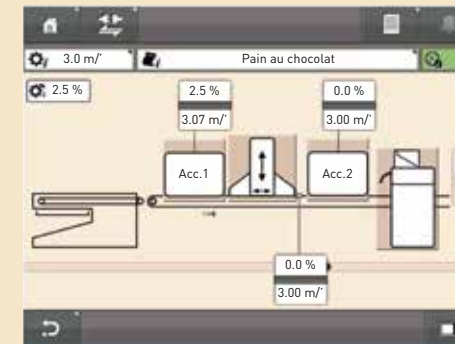 3.0 m/'
Pain au chocolat
2.5 %
2.5 %
3.07 m/'
0.0 %
3.00 m/'
Acc.1
Acc.2
0.0 %
3.00 m/'